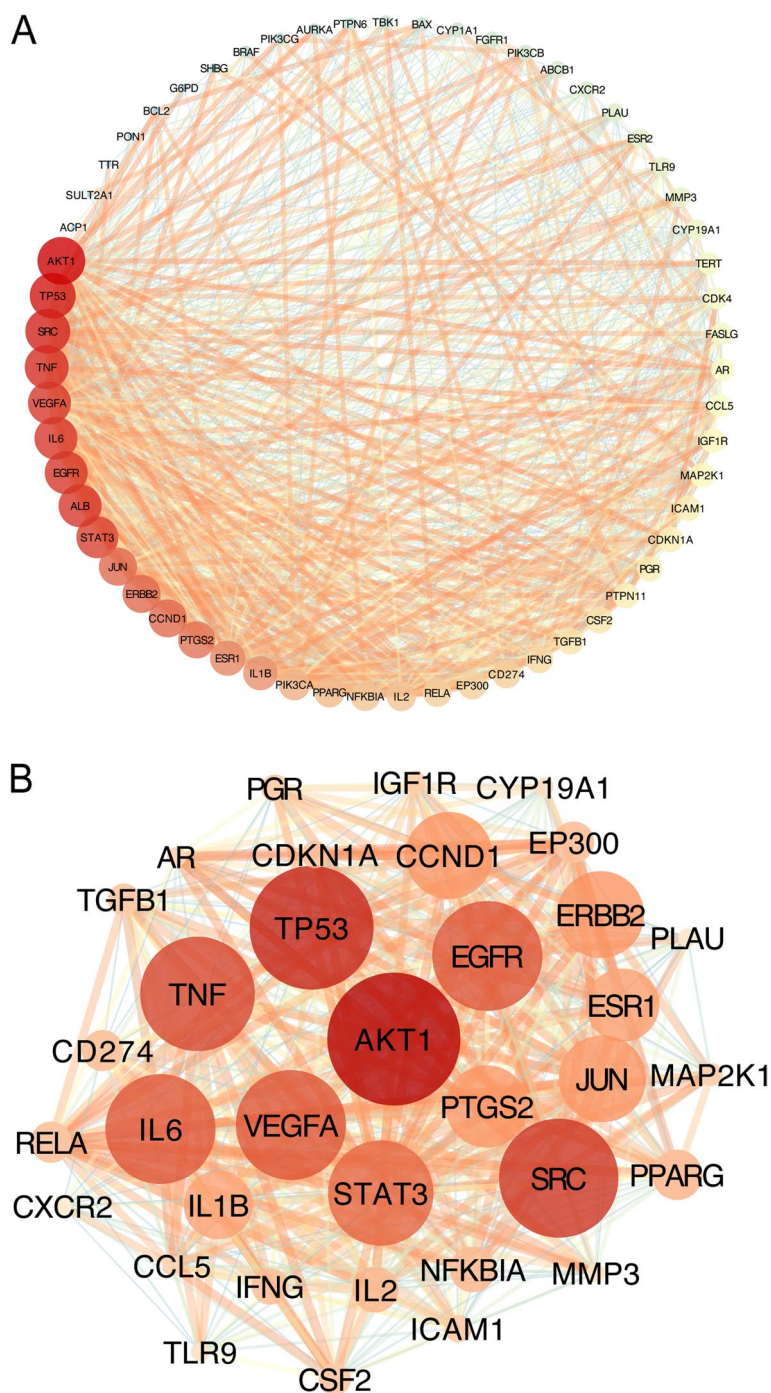 A
PTPN6
TBK1
BAX
AURKA
CYP1A1
PIK3CG
FGFR1
BRAF
PIK3CB
SHBG
ABCB1
G6PD
CXCR2
BCL2
PLAU
PON1
ESR2
TTR
TLR9
SULT2A1
MMP3
ACP1
CYP19A1
AKT1
TERT
TP53
CDK4
SRC
FASLG
TNF
AR
VEGFA
CCL5
IL6
IGF1R
EGFR
MAP2K1
ALB
ICAM1
STAT3
CDKN1A
JUN
PGR
ERBB2
PTPN11
CCND1
CSF2
PTGS2
TGFB1
ESR1
IFNG
IL1B
CD274
PIK3CA
EP300
PPARG
NFKBIA
IL2
RELA
B
PGR
IGF1R
CYP19A1
AR
CDKN1A
CCND1
EP300
TGFB1
TP53
ERBB2
EGFR
PLAU
TNF
ESR1
AKT1
CD274
JUN
MAP2K1
PTGS2
IL6
VEGFA
RELA
STAT3
SRC
PPARG
CXCR2
IL1B
CCL5
IFNG
IL2
NFKBIA
MMP3
ICAM1
TLR9
CSF2